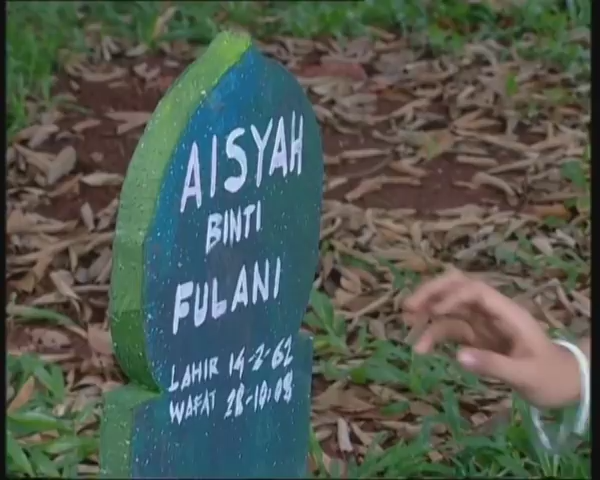 AISYAH
BINTI
FULANI
LAHIR 14-2-62
WAFAT 28-10-08